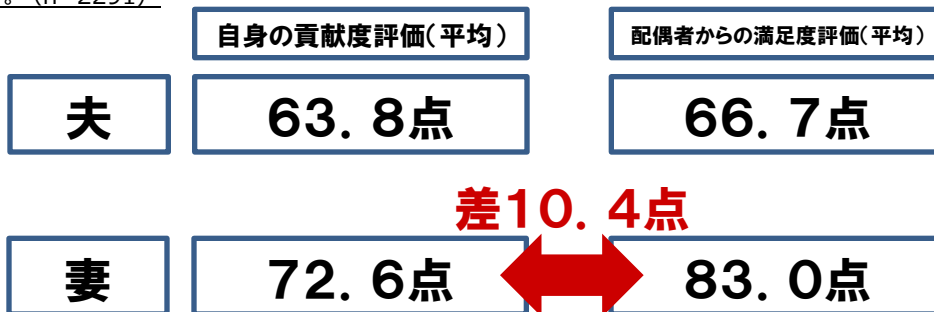 。（n=2291）
自身の貢献度評価（平均）
配偶者からの満足度評価（平均）
夫
63．8点
66．7点
差10．4点
妻
72．6点
83．0点